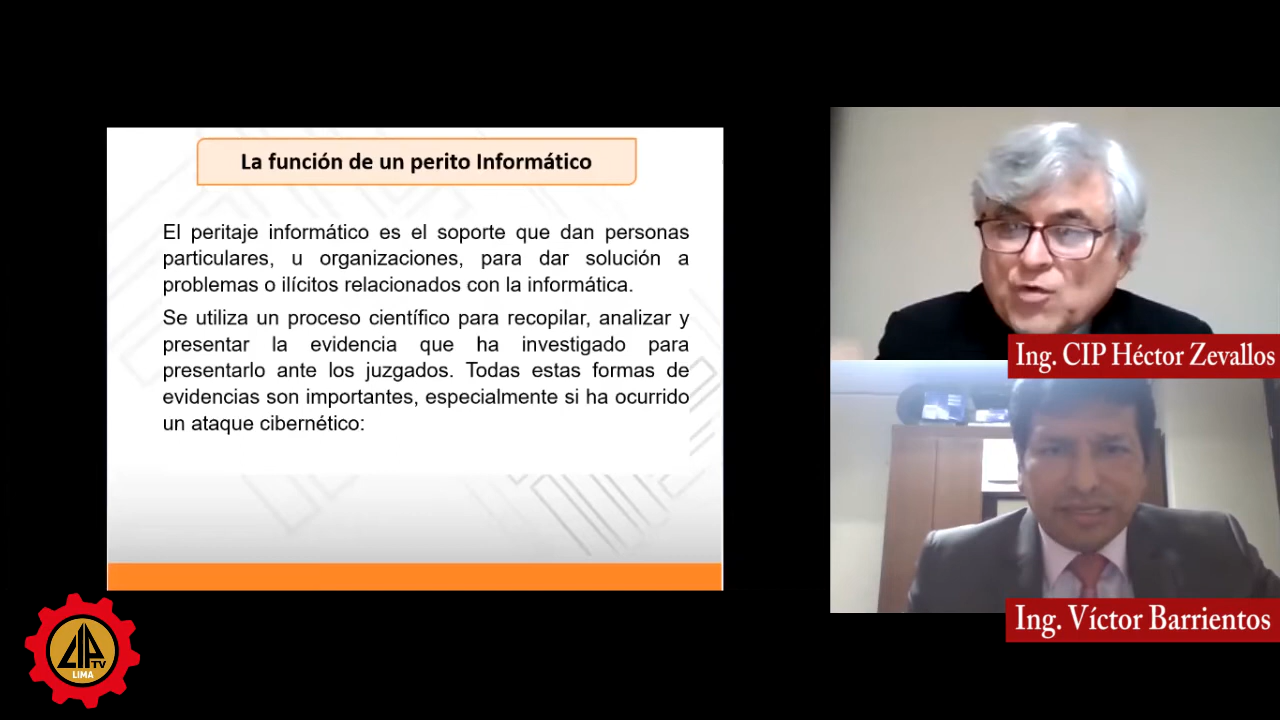 La función de un perito Informático
El peritaje informático es el soporte que dan personas
particulares, u organizaciones, para dar solución a
problemas o ilícitos relacionados con la informática.
Se utiliza un proceso científico para recopilar, analizar y
presentar la evidencia que ha investigado para
presentarlo ante los juzgados. Todas estas formas de
evidencias son importantes, especialmente si ha ocurrido
un ataque cibernético:
Ing. CIP Héctor Zevallos
Ing. Víctor Barrientos
CIP
TV
LIMA